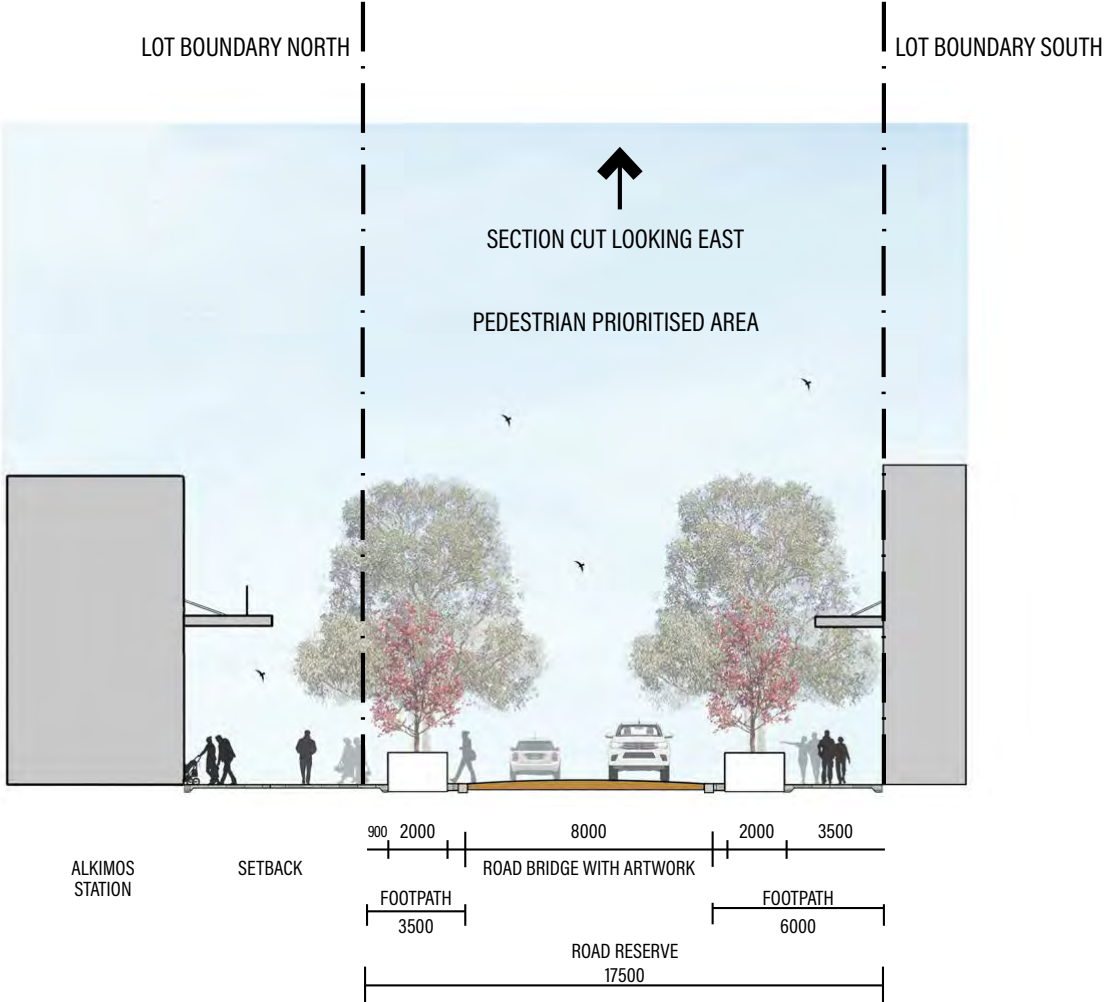 LOT BOUNDARY NORTH
LOT BOUNDARY SOUTH
SECTION CUT LOOKING EAST
PEDESTRIAN PRIORITISED AREA
900 2000 8000 2000 3500
ALKIMOS
STATION
SETBACK
ROAD BRIDGE WITH ARTWORK
FOOTPATH
3500
FOOTPATH
6000
ROAD RESERVE
17500